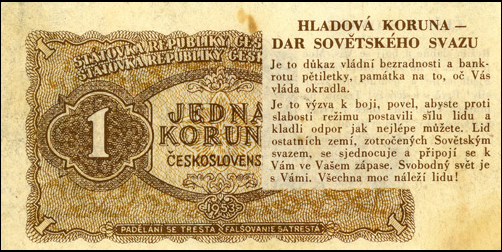 STÁTOVKA REPUBLIKY ČESK
STÁTOVKA REPUBLIKY ČESK
1
JEDNA
KORUNA
ČESKOSLOVENS
1953
PADĚLÁNÍ SE TRESTÁ FALŠOVANIE SA TRESTÁ
HLADOVÁ KORUNA —
DAR SOVĚTSKÉHO SVAZU
Je to důkaz vládní bezradnosti a bank-
rotu pětiletky, památka na to, oč Vás
vláda okradla.
Je to výzva k boji, povel, abyste proti
slabosti režimu postavili sílu lidu a
kladli odpor jak nejlépe můžete. Lid
ostatních zemí, zotročených Sovětským
svazem, se sjednocuje a připojí se k
Vám ve Vašem zápase. Svobodný svět je
s Vámi. Všechna moc náleží lidu!